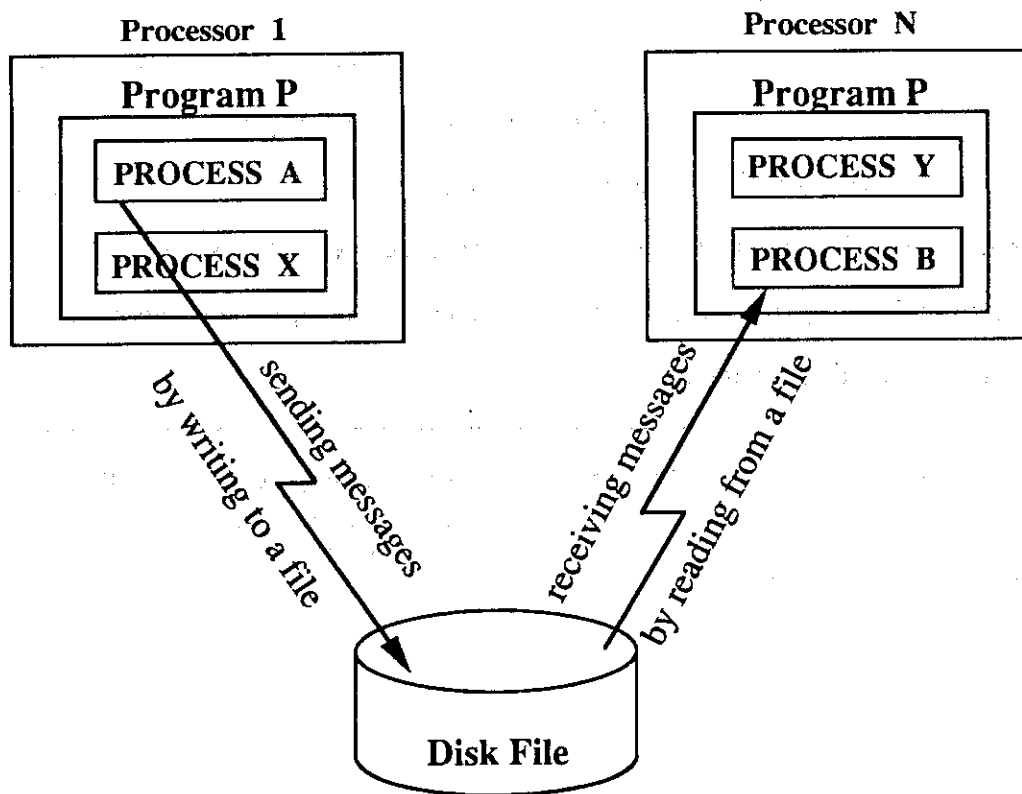 Processor 1
Program P
PROCESS A
PROCESS X
Processor N
Program P
PROCESS Y
PROCESS B
sending messages
by writing to a file
receiving messages
by reading from a file
Disk File